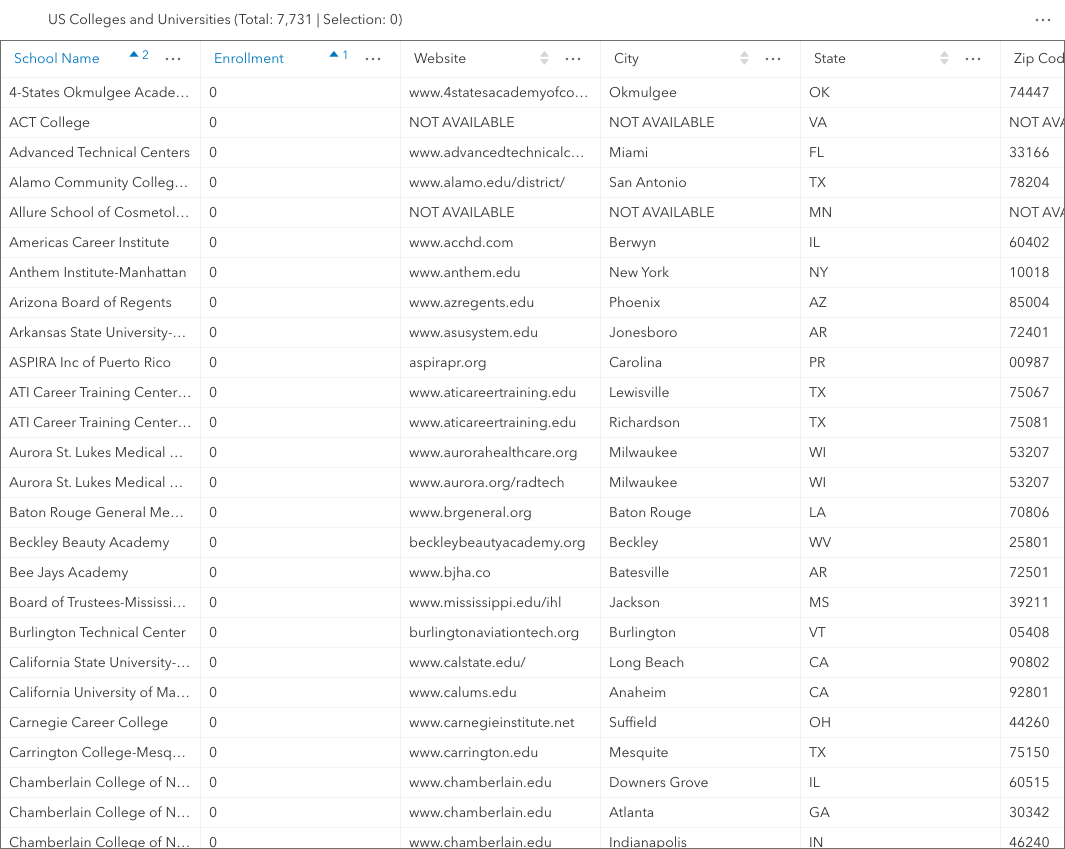 US Colleges and Universities (Total: 7,731 | Selection: 0)
School Name 2 Enrollment 1 Website City State Zip Cod
4-States Okmulgee Acade… 0 www.4statesacademyofco… Okmulgee OK 74447
ACT College 0 NOT AVAILABLE NOT AVAILABLE VA NOT AVA
Advanced Technical Centers 0 www.advancedtechnicalc… Miami FL 33166
Alamo Community Colleg… 0 www.alamo.edu/district/ San Antonio TX 78204
Allure School of Cosmetol… 0 NOT AVAILABLE NOT AVAILABLE MN NOT AVA
Americas Career Institute 0 www.acchd.com Berwyn IL 60402
Anthem Institute-Manhattan 0 www.anthem.edu New York NY 10018
Arizona Board of Regents 0 www.azregents.edu Phoenix AZ 85004
Arkansas State University-… 0 www.asusystem.edu Jonesboro AR 72401
ASPIRA Inc of Puerto Rico 0 aspirapr.org Carolina PR 00987
ATI Career Training Center… 0 www.aticareertraining.edu Lewisville TX 75067
ATI Career Training Center… 0 www.aticareertraining.edu Richardson TX 75081
Aurora St. Lukes Medical … 0 www.aurorahealthcare.org Milwaukee WI 53207
Aurora St. Lukes Medical … 0 www.aurora.org/radtech Milwaukee WI 53207
Baton Rouge General Me… 0 www.brgeneral.org Baton Rouge LA 70806
Beckley Beauty Academy 0 beckleybeautyacademy.org Beckley WV 25801
Bee Jays Academy 0 www.bjha.co Batesville AR 72501
Board of Trustees-Mississi… 0 www.mississippi.edu/ihl Jackson MS 39211
Burlington Technical Center 0 burlingtonaviationtech.org Burlington VT 05408
California State University-… 0 www.calstate.edu/ Long Beach CA 90802
California University of Ma… 0 www.calums.edu Anaheim CA 92801
Carnegie Career College 0 www.carnegieinstitute.net Suffield OH 44260
Carrington College-Mesq… 0 www.carrington.edu Mesquite TX 75150
Chamberlain College of N… 0 www.chamberlain.edu Downers Grove IL 60515
Chamberlain College of N… 0 www.chamberlain.edu Atlanta GA 30342
Chamberlain College of N… 0 www.chamberlain.edu Indianapolis IN 46240